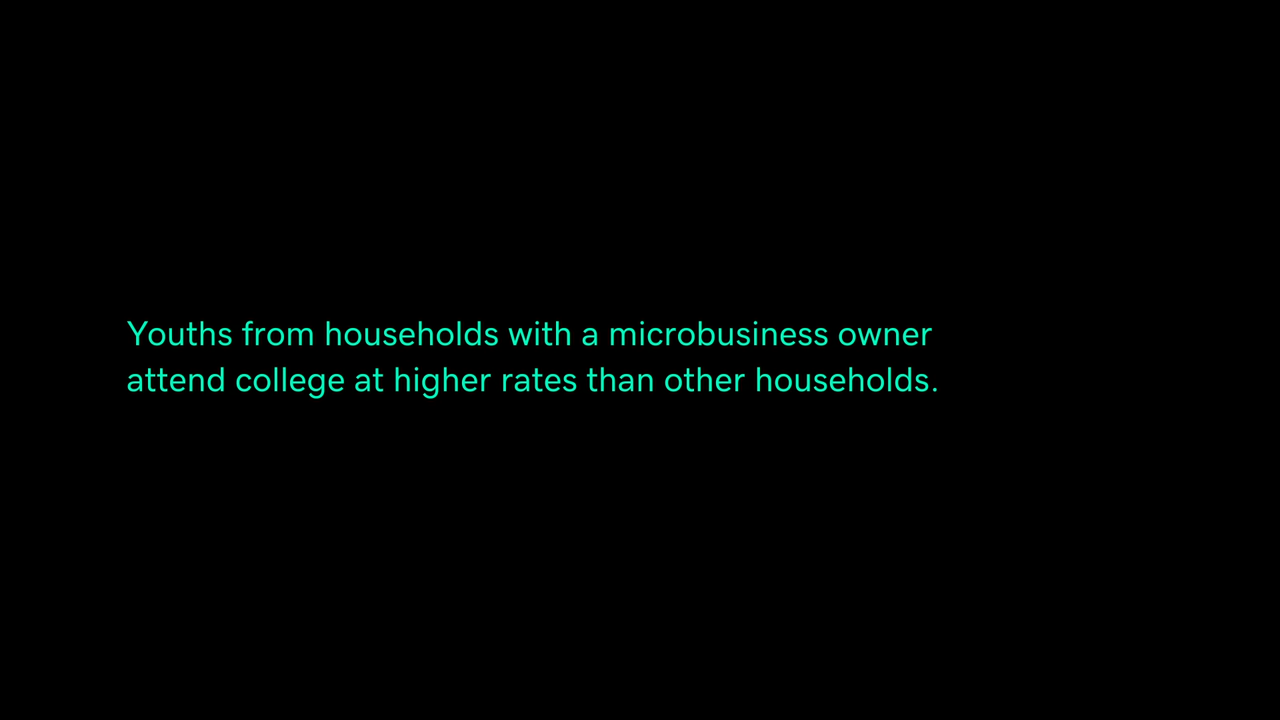 Youths from households with a microbusiness owner
attend college at higher rates than other households.